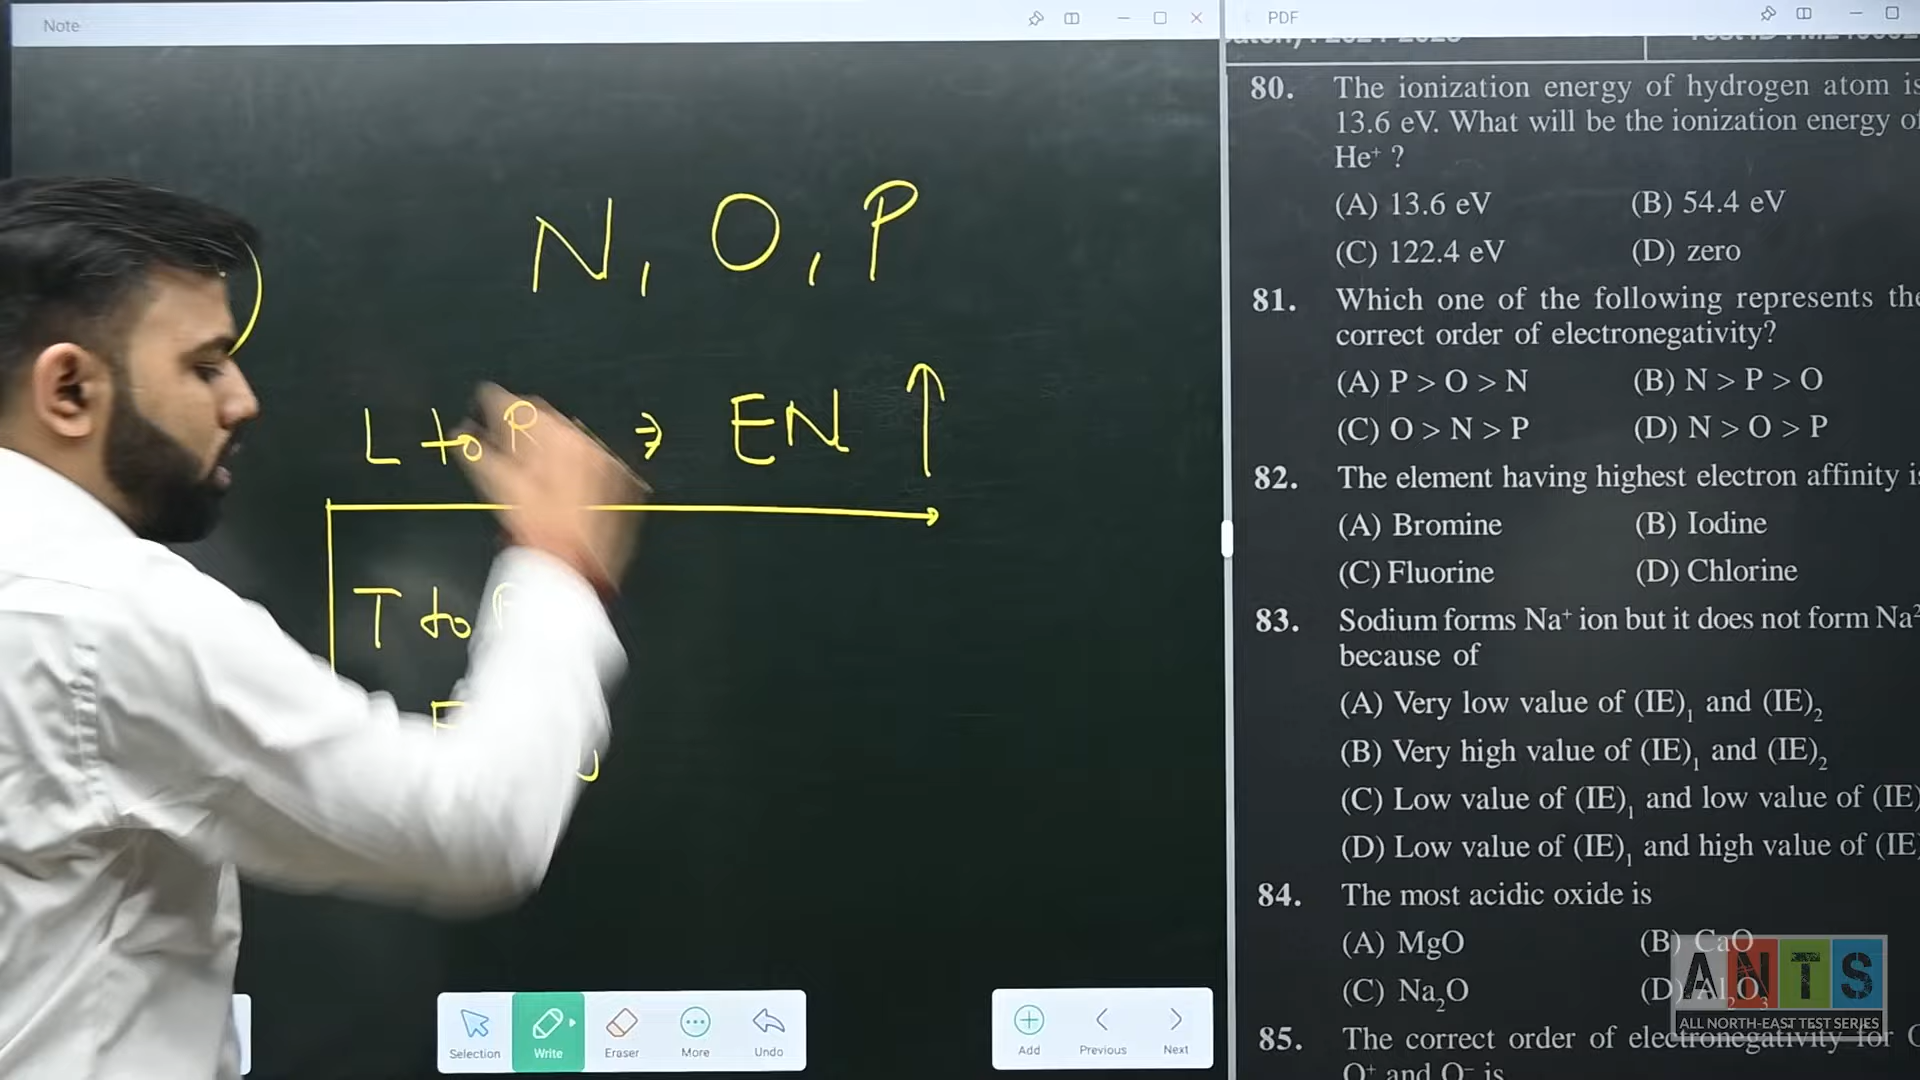 Note
N, O, P
L to R → EN ↑
T to
Selection Write Eraser More Undo
Add Previous Next
PDF
80. The ionization energy of hydrogen atom is
13.6 eV. What will be the ionization energy of
He⁺ ?
(A) 13.6 eV (B) 54.4 eV
(C) 122.4 eV (D) zero
81. Which one of the following represents the
correct order of electronegativity?
(A) P > O > N (B) N > P > O
(C) O > N > P (D) N > O > P
82. The element having highest electron affinity is
(A) Bromine (B) Iodine
(C) Fluorine (D) Chlorine
83. Sodium forms Na⁺ ion but it does not form Na²
because of
(A) Very low value of (IE)₁ and (IE)₂
(B) Very high value of (IE)₁ and (IE)₂
(C) Low value of (IE)₁ and low value of (IE)
(D) Low value of (IE)₁ and high value of (IE
84. The most acidic oxide is
(A) MgO (B) CaO
(C) Na₂O (D) Al₂O₃
85. The correct order of electronegativity for O
O⁺ and O⁻ is
ANTS
ALL NORTH-EAST TEST SERIES